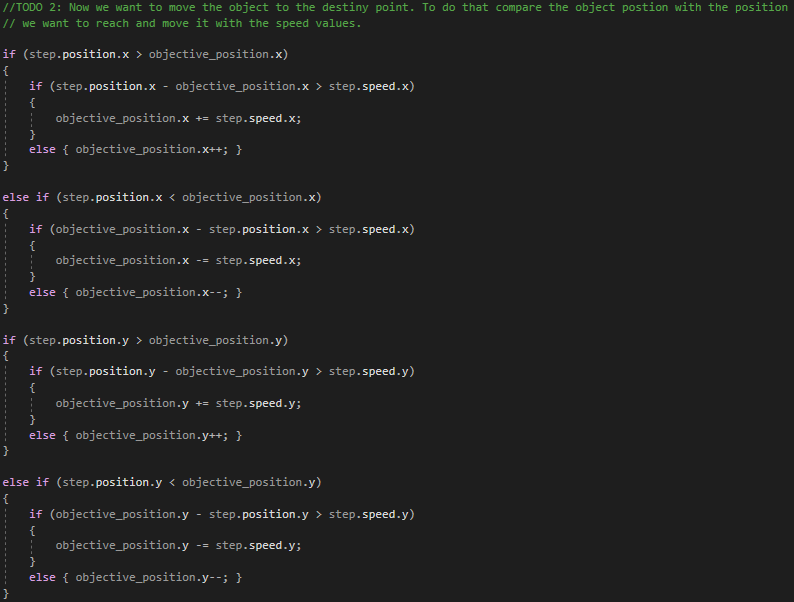 //TODO 2: Now we want to move the object to the destiny point. To do that compare the object postion with the position
// we want to reach and move it with the speed values.
if (step.position.x > objective_position.x)
{
if (step.position.x - objective_position.x > step.speed.x)
{
objective_position.x += step.speed.x;
}
else { objective_position.x++; }
}
else if (step.position.x < objective_position.x)
{
if (objective_position.x - step.position.x > step.speed.x)
{
objective_position.x -= step.speed.x;
}
else { objective_position.x--; }
}
if (step.position.y > objective_position.y)
{
if (step.position.y - objective_position.y > step.speed.y)
{
objective_position.y += step.speed.y;
}
else { objective_position.y++; }
}
else if (step.position.y < objective_position.y)
{
if (objective_position.y - step.position.y > step.speed.y)
{
objective_position.y -= step.speed.y;
}
else { objective_position.y--; }
}